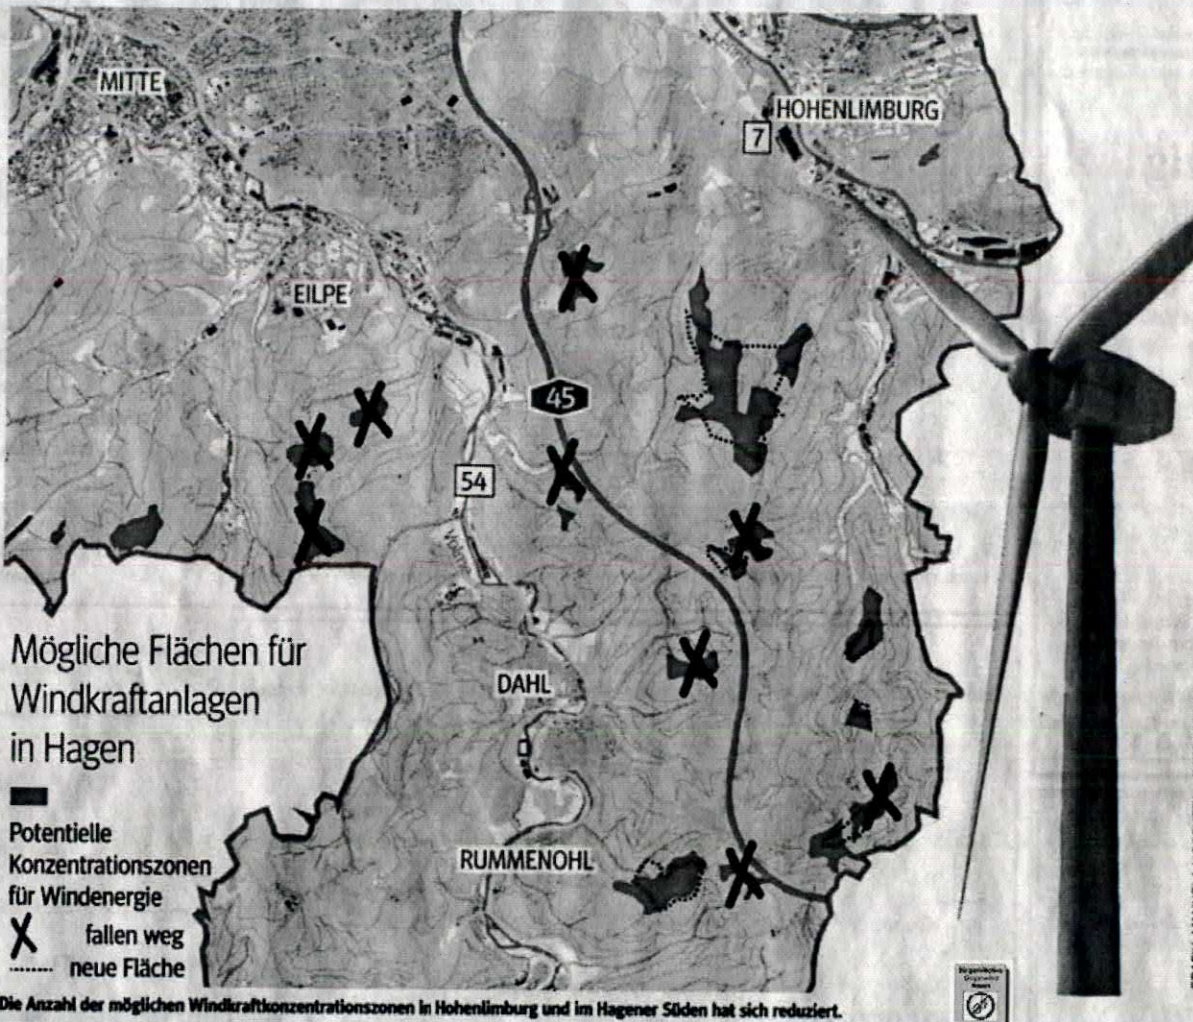 MITTE
HOHENLIMBURG
7
EILPE
45
54
Volme
DAHL
RUMMENOHL
Mögliche Flächen für
Windkraftanlagen
in Hagen
Potentielle
Konzentrationszonen
für Windenergie
X fallen weg
neue Fläche
Die Anzahl der möglichen Windkraftkonzentrationszonen in Hohenlimburg und im Hagener Süden hat sich reduziert.